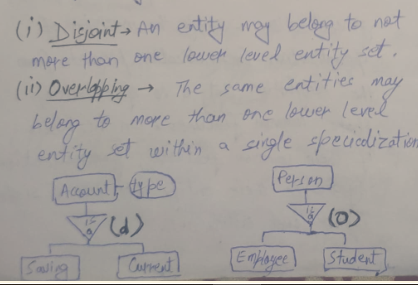 (i) Disjoint → An entity may belong to not
more than one lower level entity set.
(ii) Overlapping → The same entities may
belong to more than one lower level
entity set within a single specialization
Account type Person
is a (d) is a (O)
Saving Current Employee Student